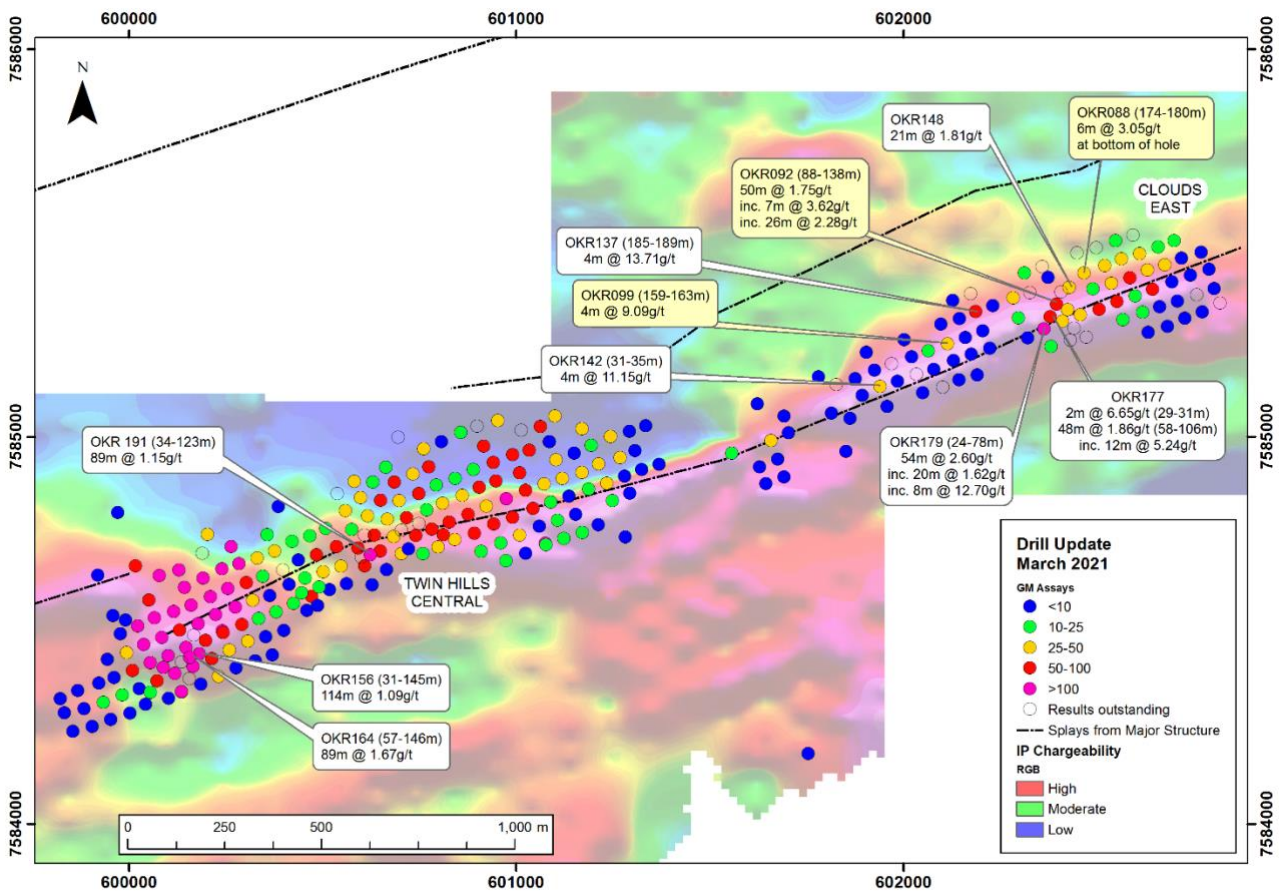 600000
601000
602000
7586000
7586000
N
OKR148
21m @ 1.81g/t
OKR088 (174-180m)
6m @ 3.05g/t
at bottom of hole
OKR092 (88-138m)
50m @ 1.75g/t
inc. 7m @ 3.62g/t
inc. 26m @ 2.28g/t
CLOUDS
EAST
OKR137 (185-189m)
4m @ 13.71g/t
OKR099 (159-163m)
4m @ 9.09g/t
OKR142 (31-35m)
4m @ 11.15g/t
7585000
7585000
OKR 191 (34-123m)
89m @ 1.15g/t
OKR177
2m @ 6.65g/t (29-31m)
48m @ 1.86g/t (58-106m)
inc. 12m @ 5.24g/t
OKR179 (24-78m)
54m @ 2.60g/t
inc. 20m @ 1.62g/t
inc. 8m @ 12.70g/t
TWIN HILLS
CENTRAL
OKR156 (31-145m)
114m @ 1.09g/t
OKR164 (57-146m)
89m @ 1.67g/t
Drill Update
March 2021
GM Assays
<10
10-25
25-50
50-100
>100
Results outstanding
Splays from Major Structure
IP Chargeability
RGB
High
Moderate
Low
7584000
7584000
0 250 500 1,000 m
600000
601000
602000